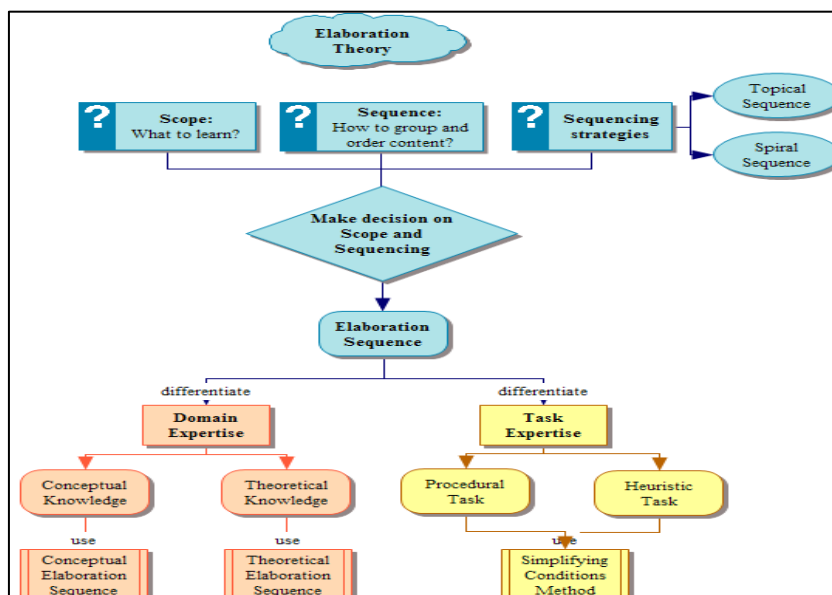 Elaboration
Theory
?
Scope:
What to learn?
?
Sequence:
How to group and
order content?
?
Sequencing
strategies
Topical
Sequence
Spiral
Sequence
Make decision on
Scope and
Sequencing
Elaboration
Sequence
differentiate
differentiate
Domain
Expertise
Task
Expertise
Conceptual
Knowledge
Theoretical
Knowledge
Procedural
Task
Heuristic
Task
use
use
use
Conceptual
Elaboration
Sequence
Theoretical
Elaboration
Sequence
Simplifying
Conditions
Method